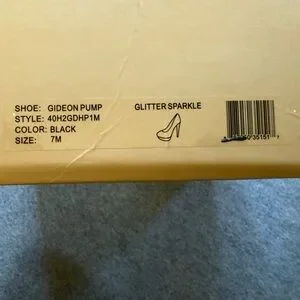 SHOE: GIDEON PUMP
STYLE: 40H2GDHP1M
COLOR: BLACK
SIZE: 7M
GLITTER SPARKLE